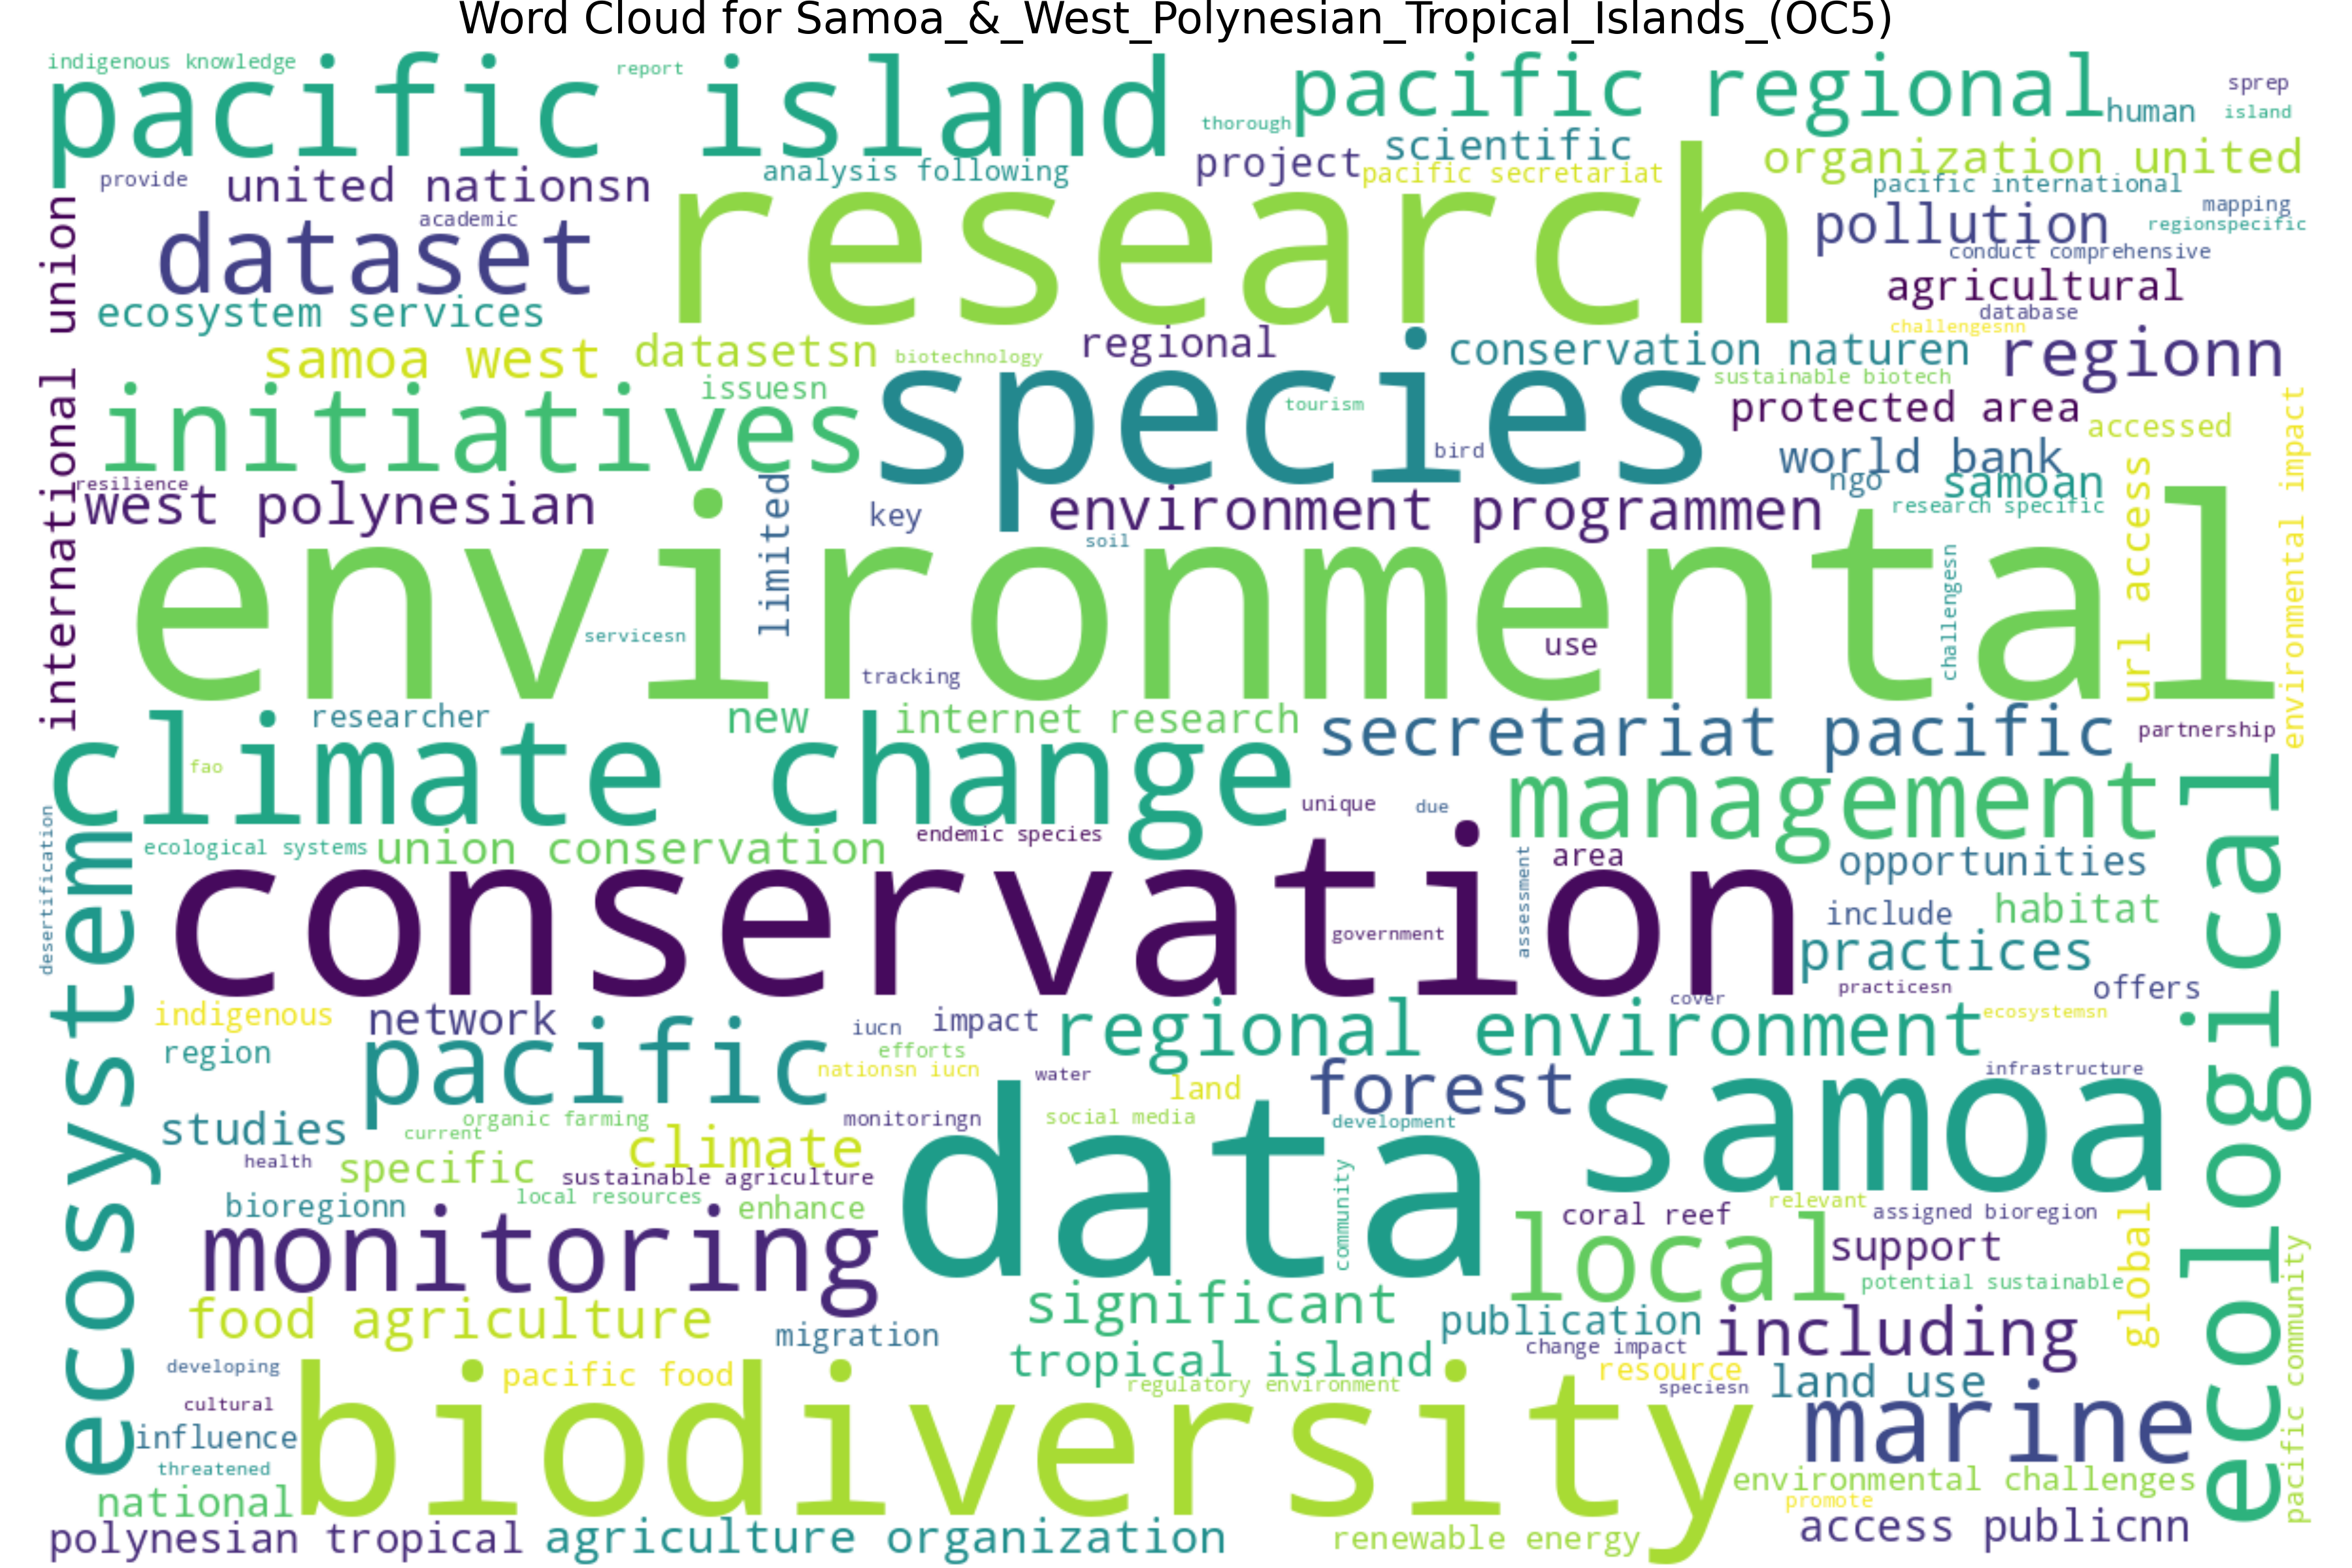 Word Cloud for Samoa_&_West_Polynesian_Tropical_Islands_(OC5)
indigenous knowledge
report
pacific island
pacific regional
sprep
human
island
thorough
scientific
project
pacific secretariat
organization united
analysis following
provide
united nationsn
pacific international
mapping
regionspecific
pollution
academic
dataset
research
conduct comprehensive
agricultural
database
challengesnn
ecosystem services
international union
samoa west
datasetsn
biotechnology
regional
conservation naturen
regionn
issuesn
initiatives
species
tourism
sustainable biotech
protected area
accessed
environmental impact
bird
world bank
ngo
samoan
url access
resilience
west polynesian
limited
key
environment programmen
research specific
soil
environmental
servicesn
use
challengesn
tracking
researcher
new
internet research
secretariat pacific
partnership
climate change
fao
unique
due
management
desertification
ecosystem
ecological systems
union conservation
endemic species
assessment
area
opportunities
ecological
conservation
government
include
habitat
practices
practicesn
offers
indigenous
network
iucn
impact
cover
regional environment
ecosystemsn
region
pacific
efforts
nationsn iucn
water
land
forest
infrastructure
samoa
studies
organic farming
current
monitoringn
social media
development
data
climate
health
specific
sustainable agriculture
community
local resources
enhance
bioregionn
relevant
coral reef
assigned bioregion
global
monitoring
local
support
potential sustainable
pacific community
food agriculture
significant
publication
including
migration
change impact
tropical island
resource
developing
pacific food
regulatory environment
speciesn
land use
cultural
biodiversity
marine
influence
threatened
environmental challenges
promote
national
access publicnn
polynesian tropical
agriculture organization
renewable energy